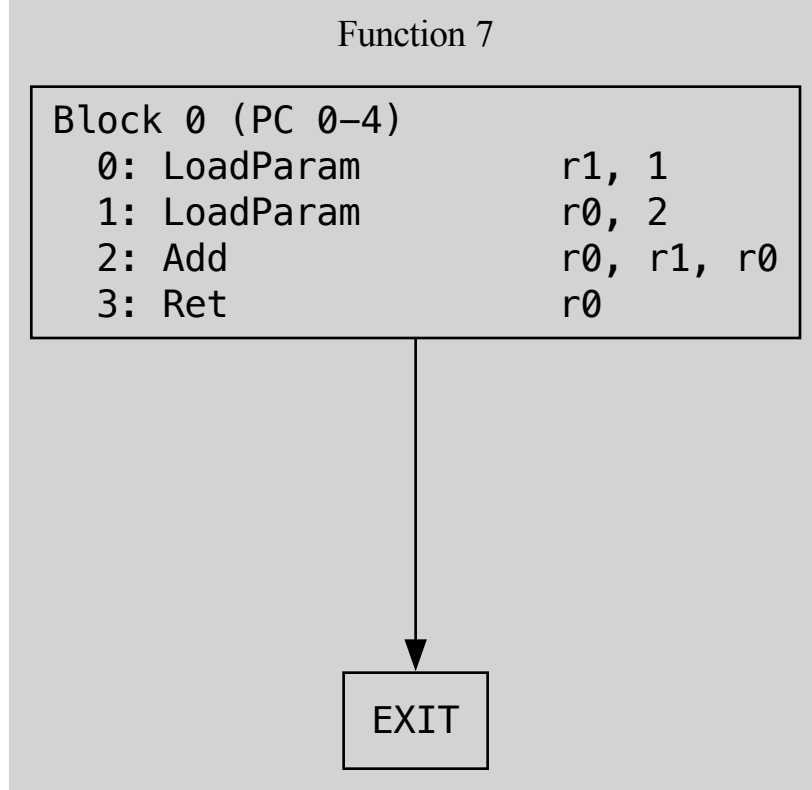 Function 7
Block 0 (PC 0–4)
0: LoadParam r1, 1
1: LoadParam r0, 2
2: Add r0, r1, r0
3: Ret r0
EXIT